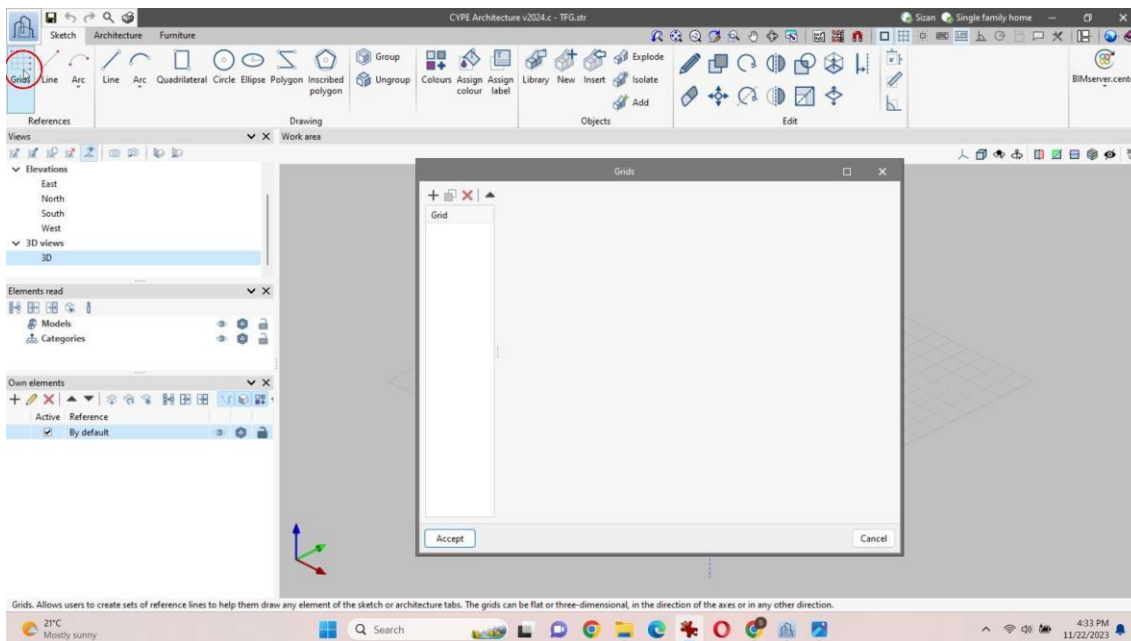 CYPE Architecture v2024.c - TFG.str
Sizan
Single family home
Sketch
Architecture
Furniture
Grids
Line
Arc
Line
Arc
Quadrilateral
Circle
Ellipse
Polygon
Inscribed
polygon
Group
Ungroup
Colours
Assign
colour
Assign
label
Library
New
Insert
Explode
Isolate
Add
BIMserver.cent
References
Drawing
Objects
Edit
Views
Work area
Elevations
East
North
South
West
3D views
3D
Elements read
Models
Categories
Own elements
Active Reference
By default
Grids
Grid
Accept
Cancel
Grids. Allows users to create sets of reference lines to help them draw any element of the sketch or architecture tabs. The grids can be flat or three-dimensional, in the direction of the axes or in any other direction.
21°C
Mostly sunny
Search
4:33 PM
11/22/2023